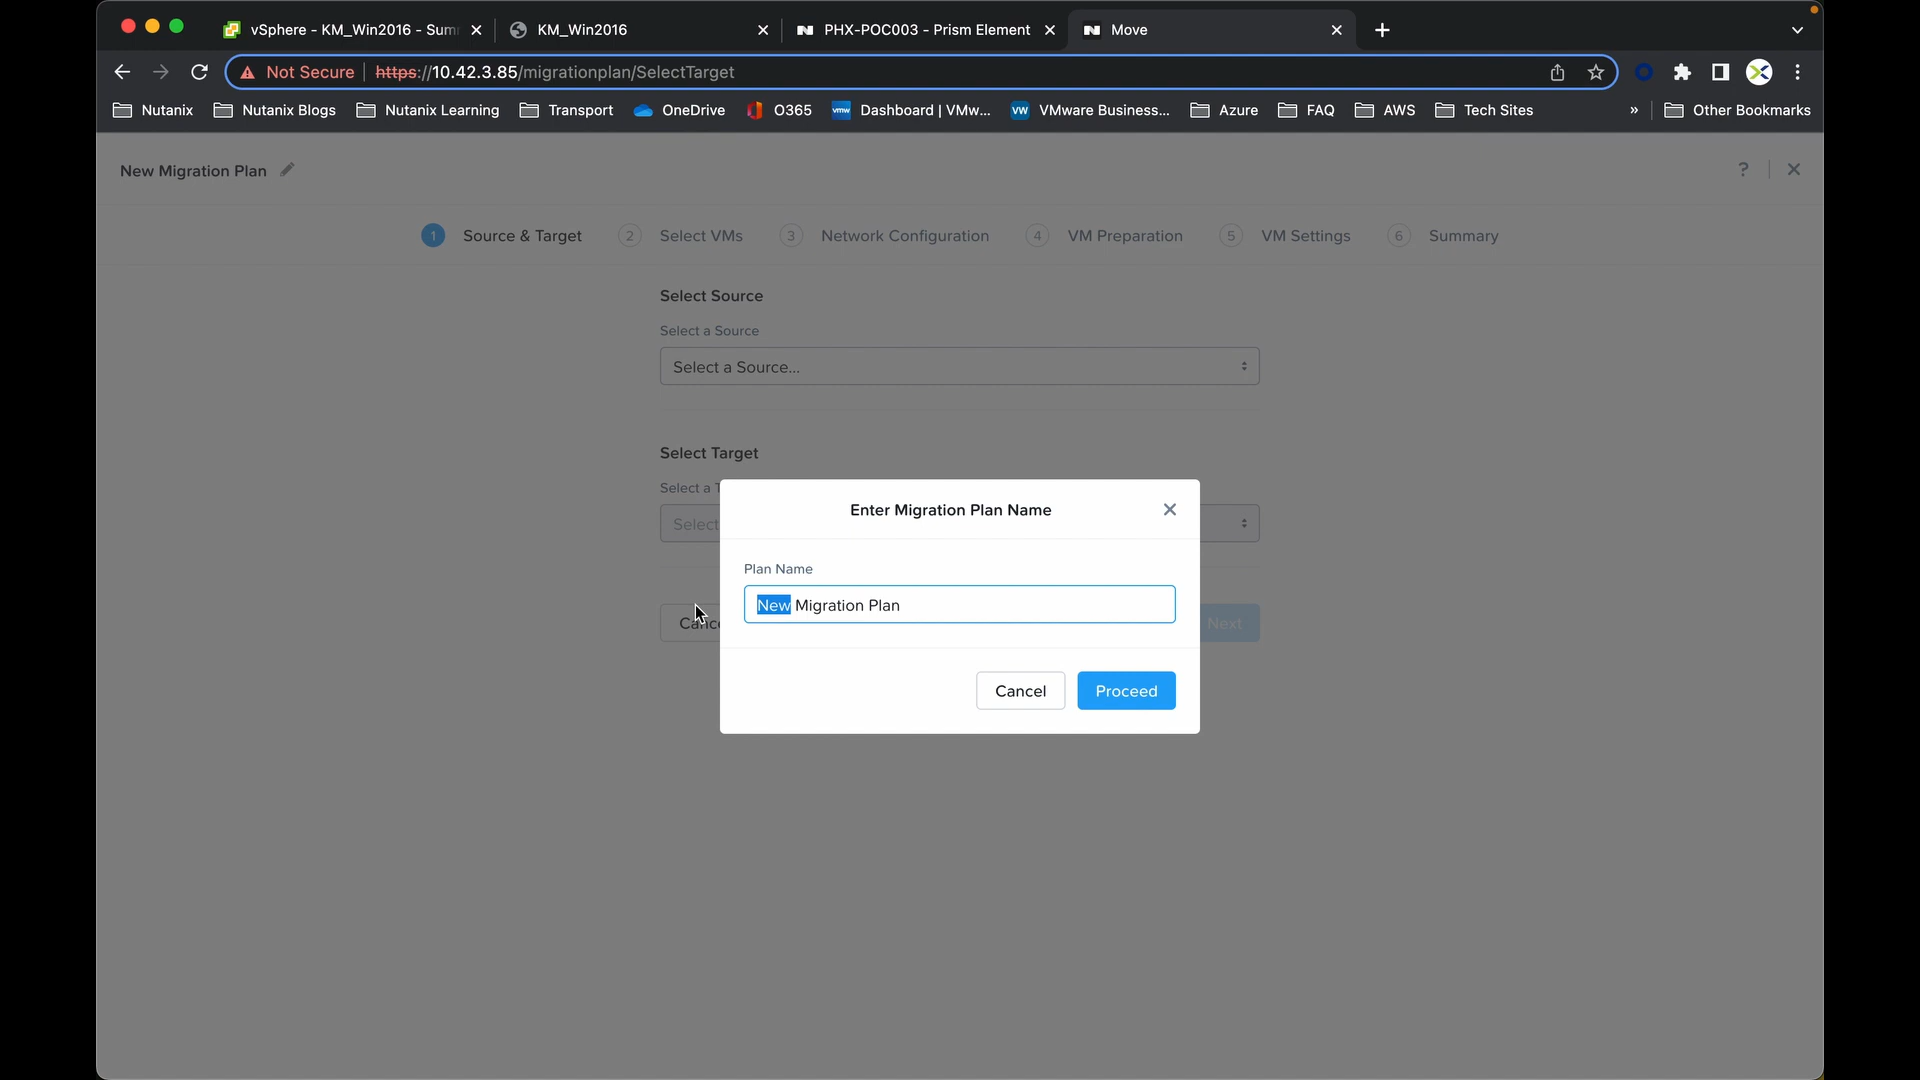 vSphere - KM_Win2016 - Sum
KM_Win2016
PHX-POC003 - Prism Element
Move
Not Secure
https://10.42.3.85/migrationplan/SelectTarget
Nutanix
Nutanix Blogs
Nutanix Learning
Transport
OneDrive
O365
vmw
Dashboard | VMw...
VW
VMware Business...
Azure
FAQ
AWS
Tech Sites
»
Other Bookmarks
New Migration Plan
?
1 Source & Target
2 Select VMs
3 Network Configuration
4 VM Preparation
5 VM Settings
6 Summary
Select Source
Select a Source
Select a Source...
Select Target
Select a T
Select
Enter Migration Plan Name
Plan Name
New Migration Plan
Canc
Next
Cancel
Proceed